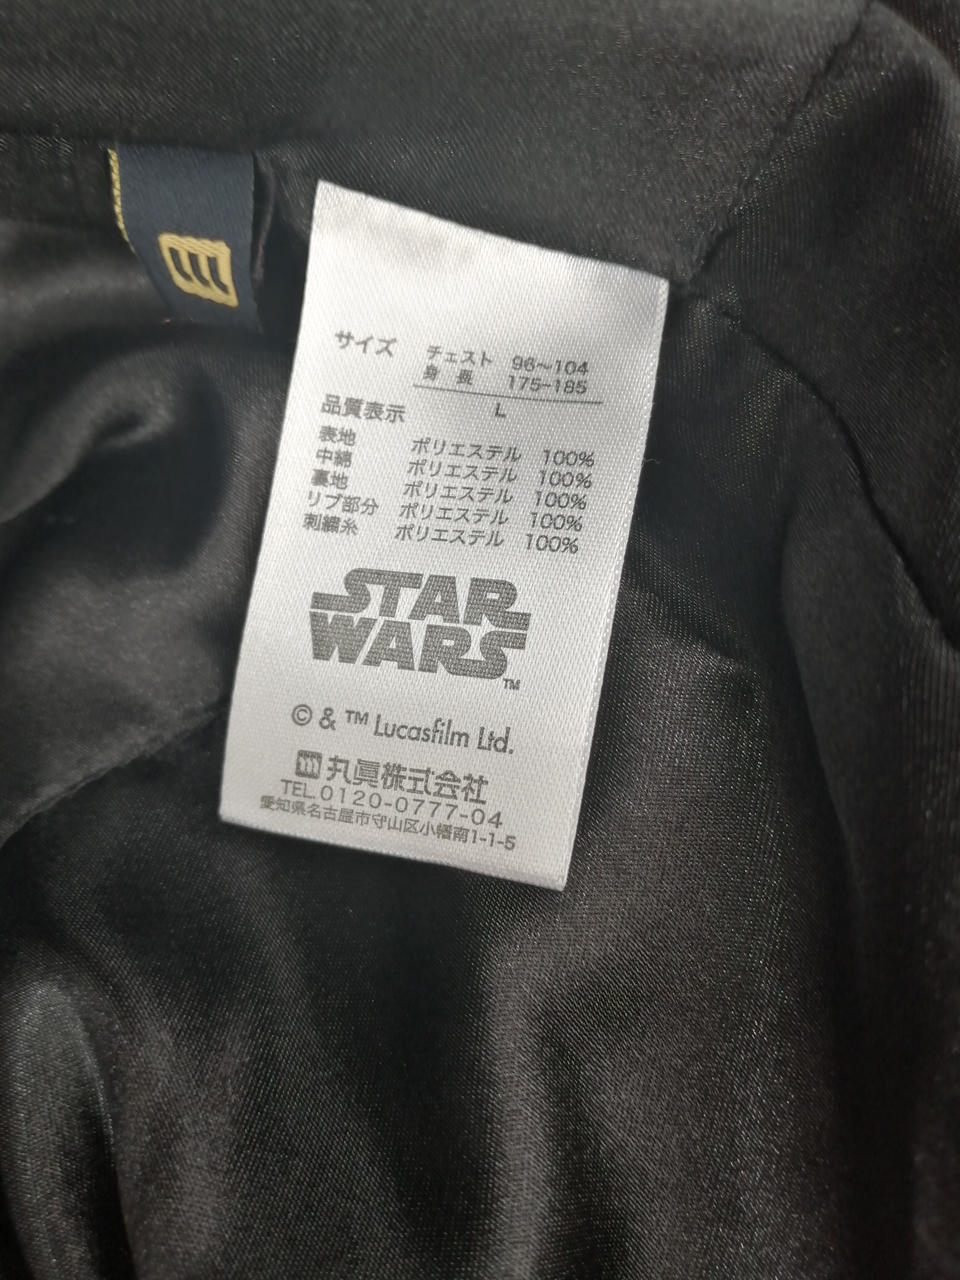 サイズ チェスト 96〜104
身 長 175-185
L
品質表示
表地 ポリエステル 100%
中綿 ポリエステル 100%
裏地 ポリエステル 100%
リブ部分 ポリエステル 100%
刺繍糸 ポリエステル 100%
STAR
WARS™
© & ™ Lucasfilm Ltd.
丸眞株式会社
TEL.0120-0777-04
愛知県名古屋市守山区小幡南1-1-5